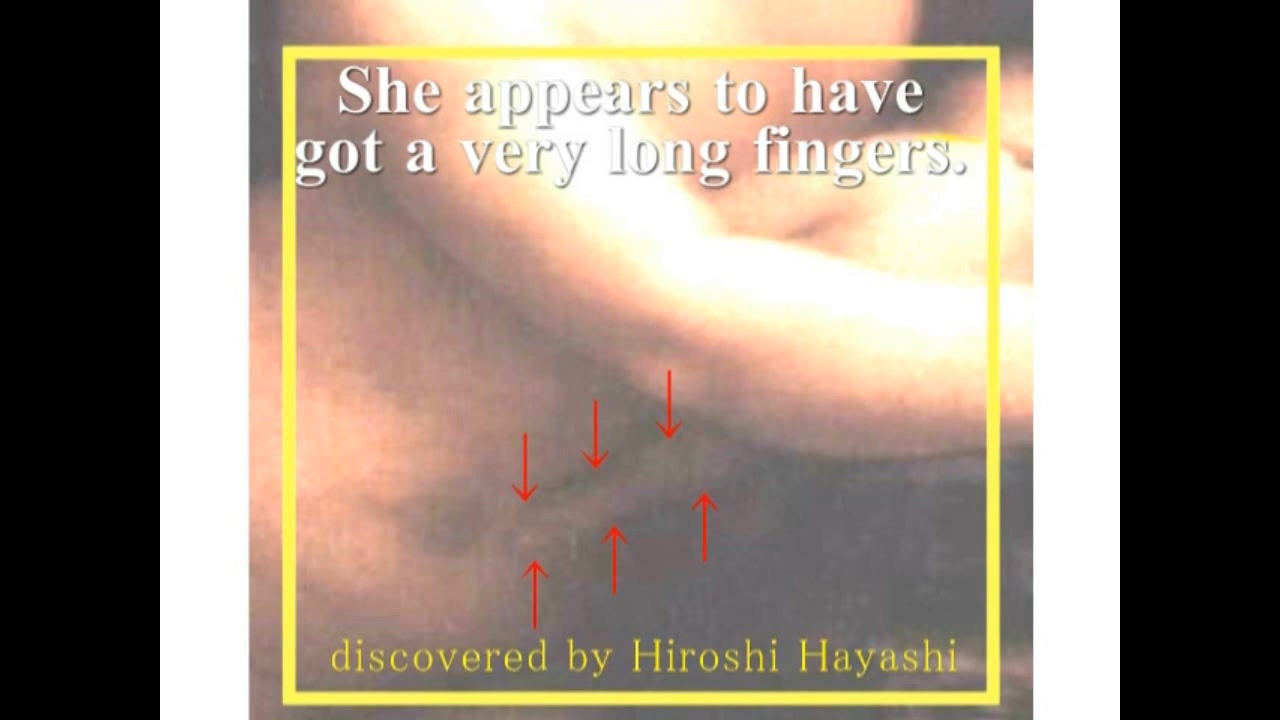 She appears to have
got a very long fingers.
discovered by Hiroshi Hayashi